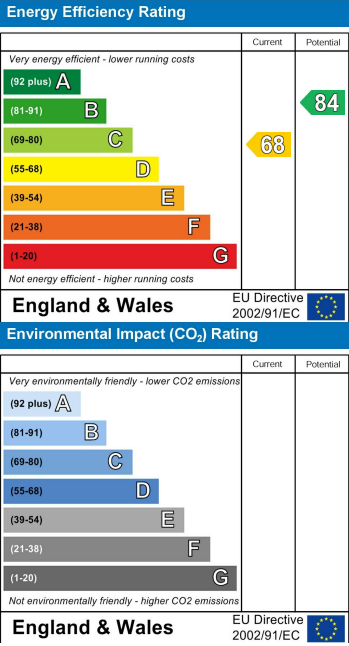 Energy Efficiency Rating
Current Potential
Very energy efficient - lower running costs
(92 plus) A
(81-91) B
(69-80) C
(55-68) D
(39-54) E
(21-38) F
(1-20) G
68
84
Not energy efficient - higher running costs
England & Wales
EU Directive
2002/91/EC
Environmental Impact (CO₂) Rating
Current Potential
Very environmentally friendly - lower CO2 emissions
(92 plus) A
(81-91) B
(69-80) C
(55-68) D
(39-54) E
(21-38) F
(1-20) G
Not environmentally friendly - higher CO2 emissions
England & Wales
EU Directive
2002/91/EC